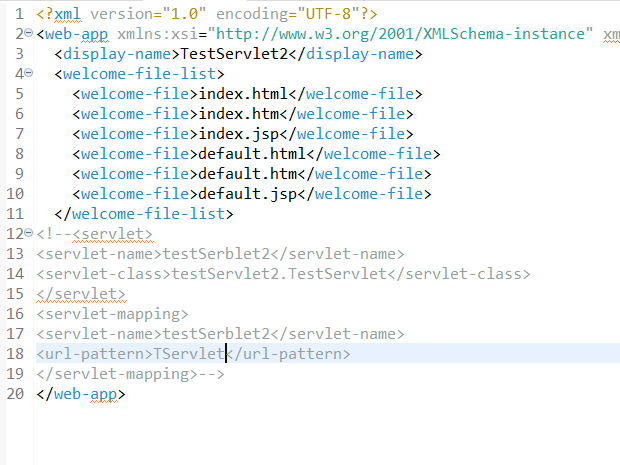 1 <?xml version="1.0" encoding="UTF-8"?>
2 <web-app xmlns:xsi="http://www.w3.org/2001/XMLSchema-instance" xm
3 <display-name>TestServlet2</display-name>
4 <welcome-file-list>
5 <welcome-file>index.html</welcome-file>
6 <welcome-file>index.htm</welcome-file>
7 <welcome-file>index.jsp</welcome-file>
8 <welcome-file>default.html</welcome-file>
9 <welcome-file>default.htm</welcome-file>
10 <welcome-file>default.jsp</welcome-file>
11 </welcome-file-list>
12 <!--<servlet>
13 <servlet-name>testSerblet2</servlet-name>
14 <servlet-class>testServlet2.TestServlet</servlet-class>
15 </servlet>
16 <servlet-mapping>
17 <servlet-name>testSerblet2</servlet-name>
18 <url-pattern>TServlet</url-pattern>
19 </servlet-mapping>-->
20 </web-app>